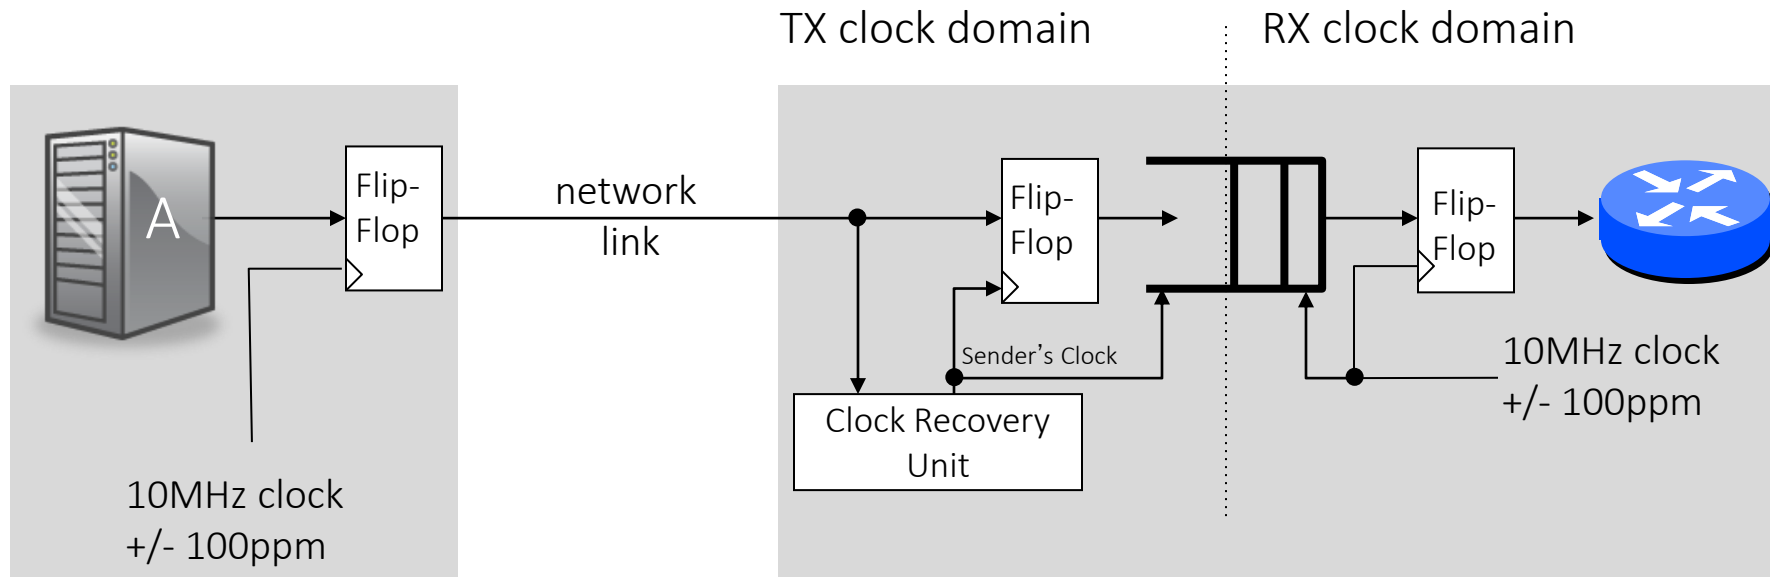 TX clock domain
RX clock domain
A
Flip-
Flop
network
link
Flip-
Flop
Flip-
Flop
Sender’s Clock
Clock Recovery
Unit
10MHz clock
+/- 100ppm
10MHz clock
+/- 100ppm